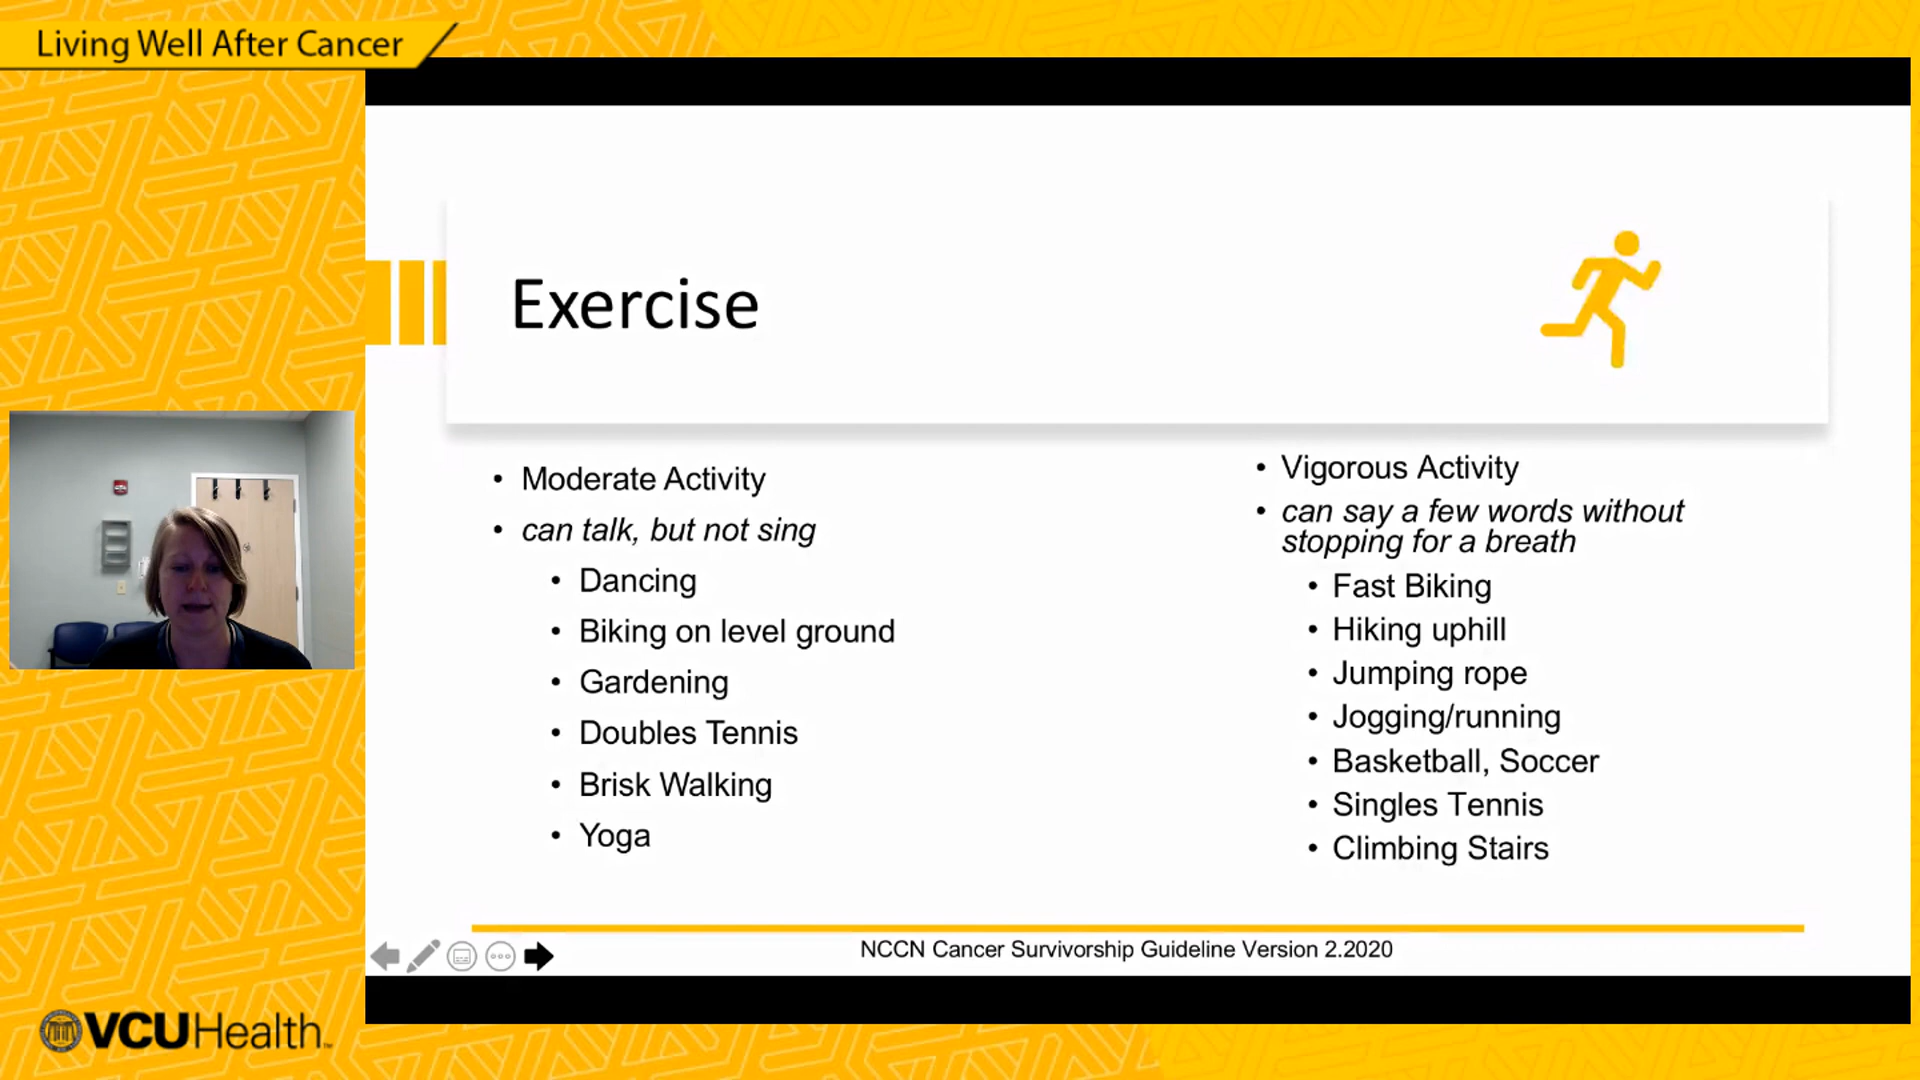 Living Well After Cancer
Exercise
• Moderate Activity
• can talk, but not sing
• Dancing
• Biking on level ground
• Gardening
• Doubles Tennis
• Brisk Walking
• Yoga
• Vigorous Activity
• can say a few words without
stopping for a breath
• Fast Biking
• Hiking uphill
• Jumping rope
• Jogging/running
• Basketball, Soccer
• Singles Tennis
• Climbing Stairs
NCCN Cancer Survivorship Guideline Version 2.2020
VCUHealth™